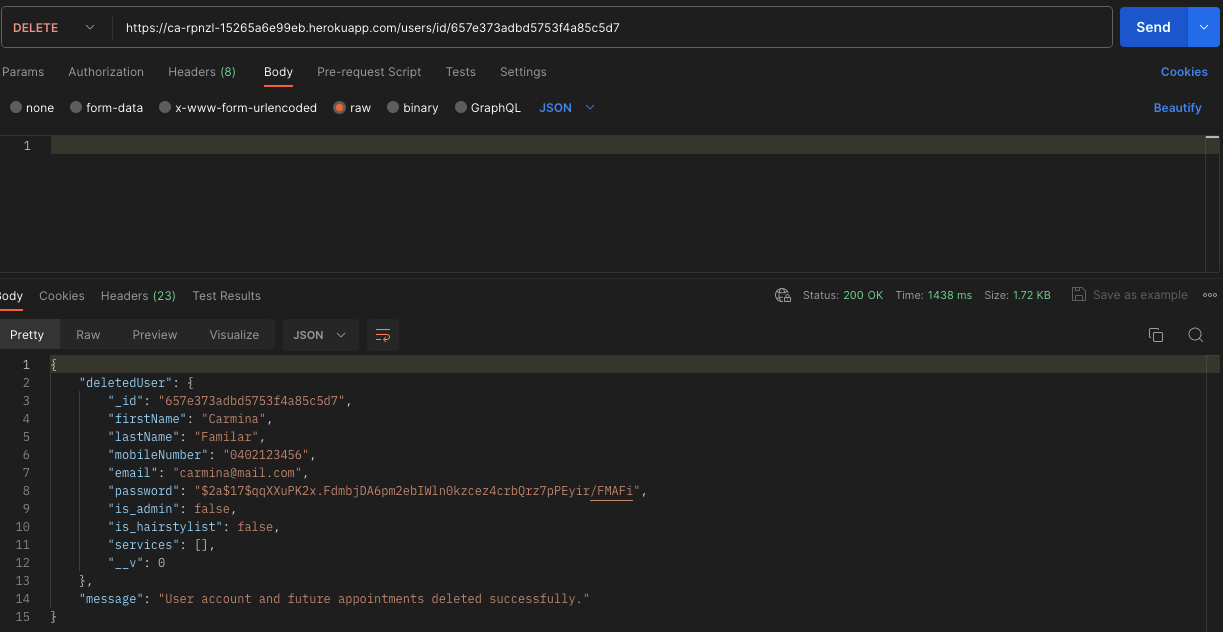 DELETE https://ca-rpnzl-15265a6e99eb.herokuapp.com/users/id/657e373adbd5753f4a85c5d7 Send
Params Authorization Headers (8) Body Pre-request Script Tests Settings Cookies
none form-data x-www-form-urlencoded raw binary GraphQL JSON Beautify
1
Body Cookies Headers (23) Test Results Status: 200 OK Time: 1438 ms Size: 1.72 KB Save as example
Pretty Raw Preview Visualize JSON
1 {
2 "deletedUser": {
3 "_id": "657e373adbd5753f4a85c5d7",
4 "firstName": "Carmina",
5 "lastName": "Familar",
6 "mobileNumber": "0402123456",
7 "email": "carmina@mail.com",
8 "password": "$2a$17$qqXXuPK2x.FdmbjDA6pm2ebIWln0kzcez4crbQrz7pPEyir/FMAFi",
9 "is_admin": false,
10 "is_hairstylist": false,
11 "services": [],
12 "__v": 0
13 },
14 "message": "User account and future appointments deleted successfully."
15 }